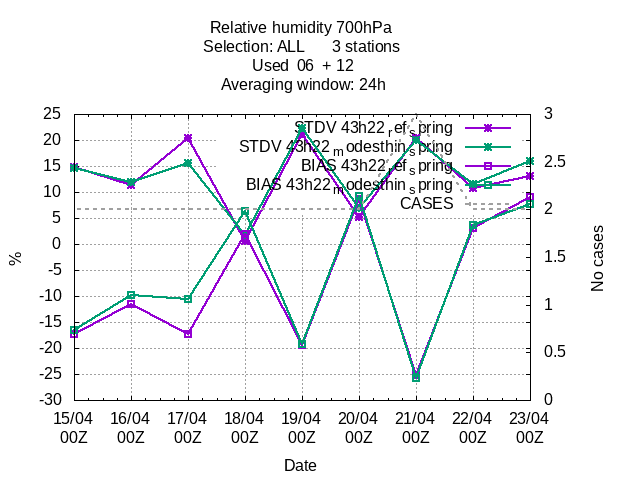 Relative humidity 700hPa
Selection: ALL 3 stations
Used 06 + 12
Averaging window: 24h
25
20
15
10
5
0
-5
-10
-15
-20
-25
-30
%
3
2.5
2
1.5
1
0.5
0
No cases
STDV 43h22_ref_spring
STDV 43h22_modesthin_spring
BIAS 43h22_ref_spring
BIAS 43h22_modesthin_spring
CASES
15/04 16/04 17/04 18/04 19/04 20/04 21/04 22/04 23/04
00Z 00Z 00Z 00Z 00Z 00Z 00Z 00Z 00Z
Date